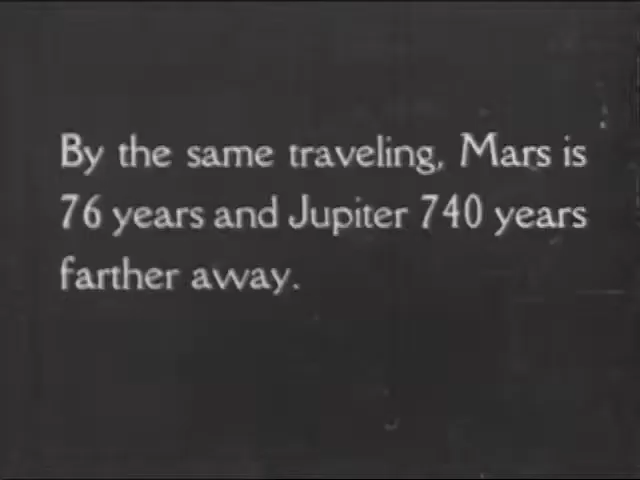 By the same traveling, Mars is
76 years and Jupiter 740 years
farther away.